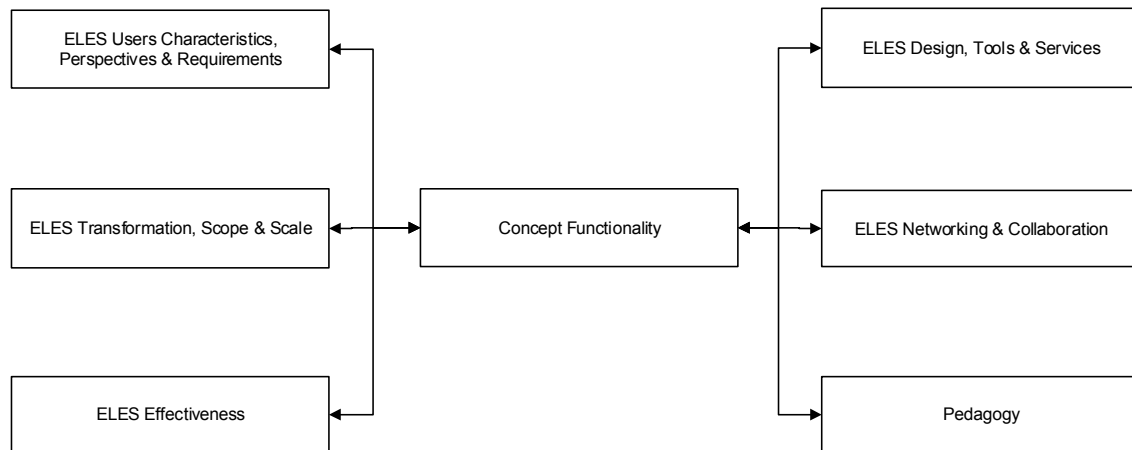 ELES Users Characteristics,
Perspectives & Requirements
ELES Design, Tools & Services
ELES Transformation, Scope & Scale
Concept Functionality
ELES Networking & Collaboration
ELES Effectiveness
Pedagogy